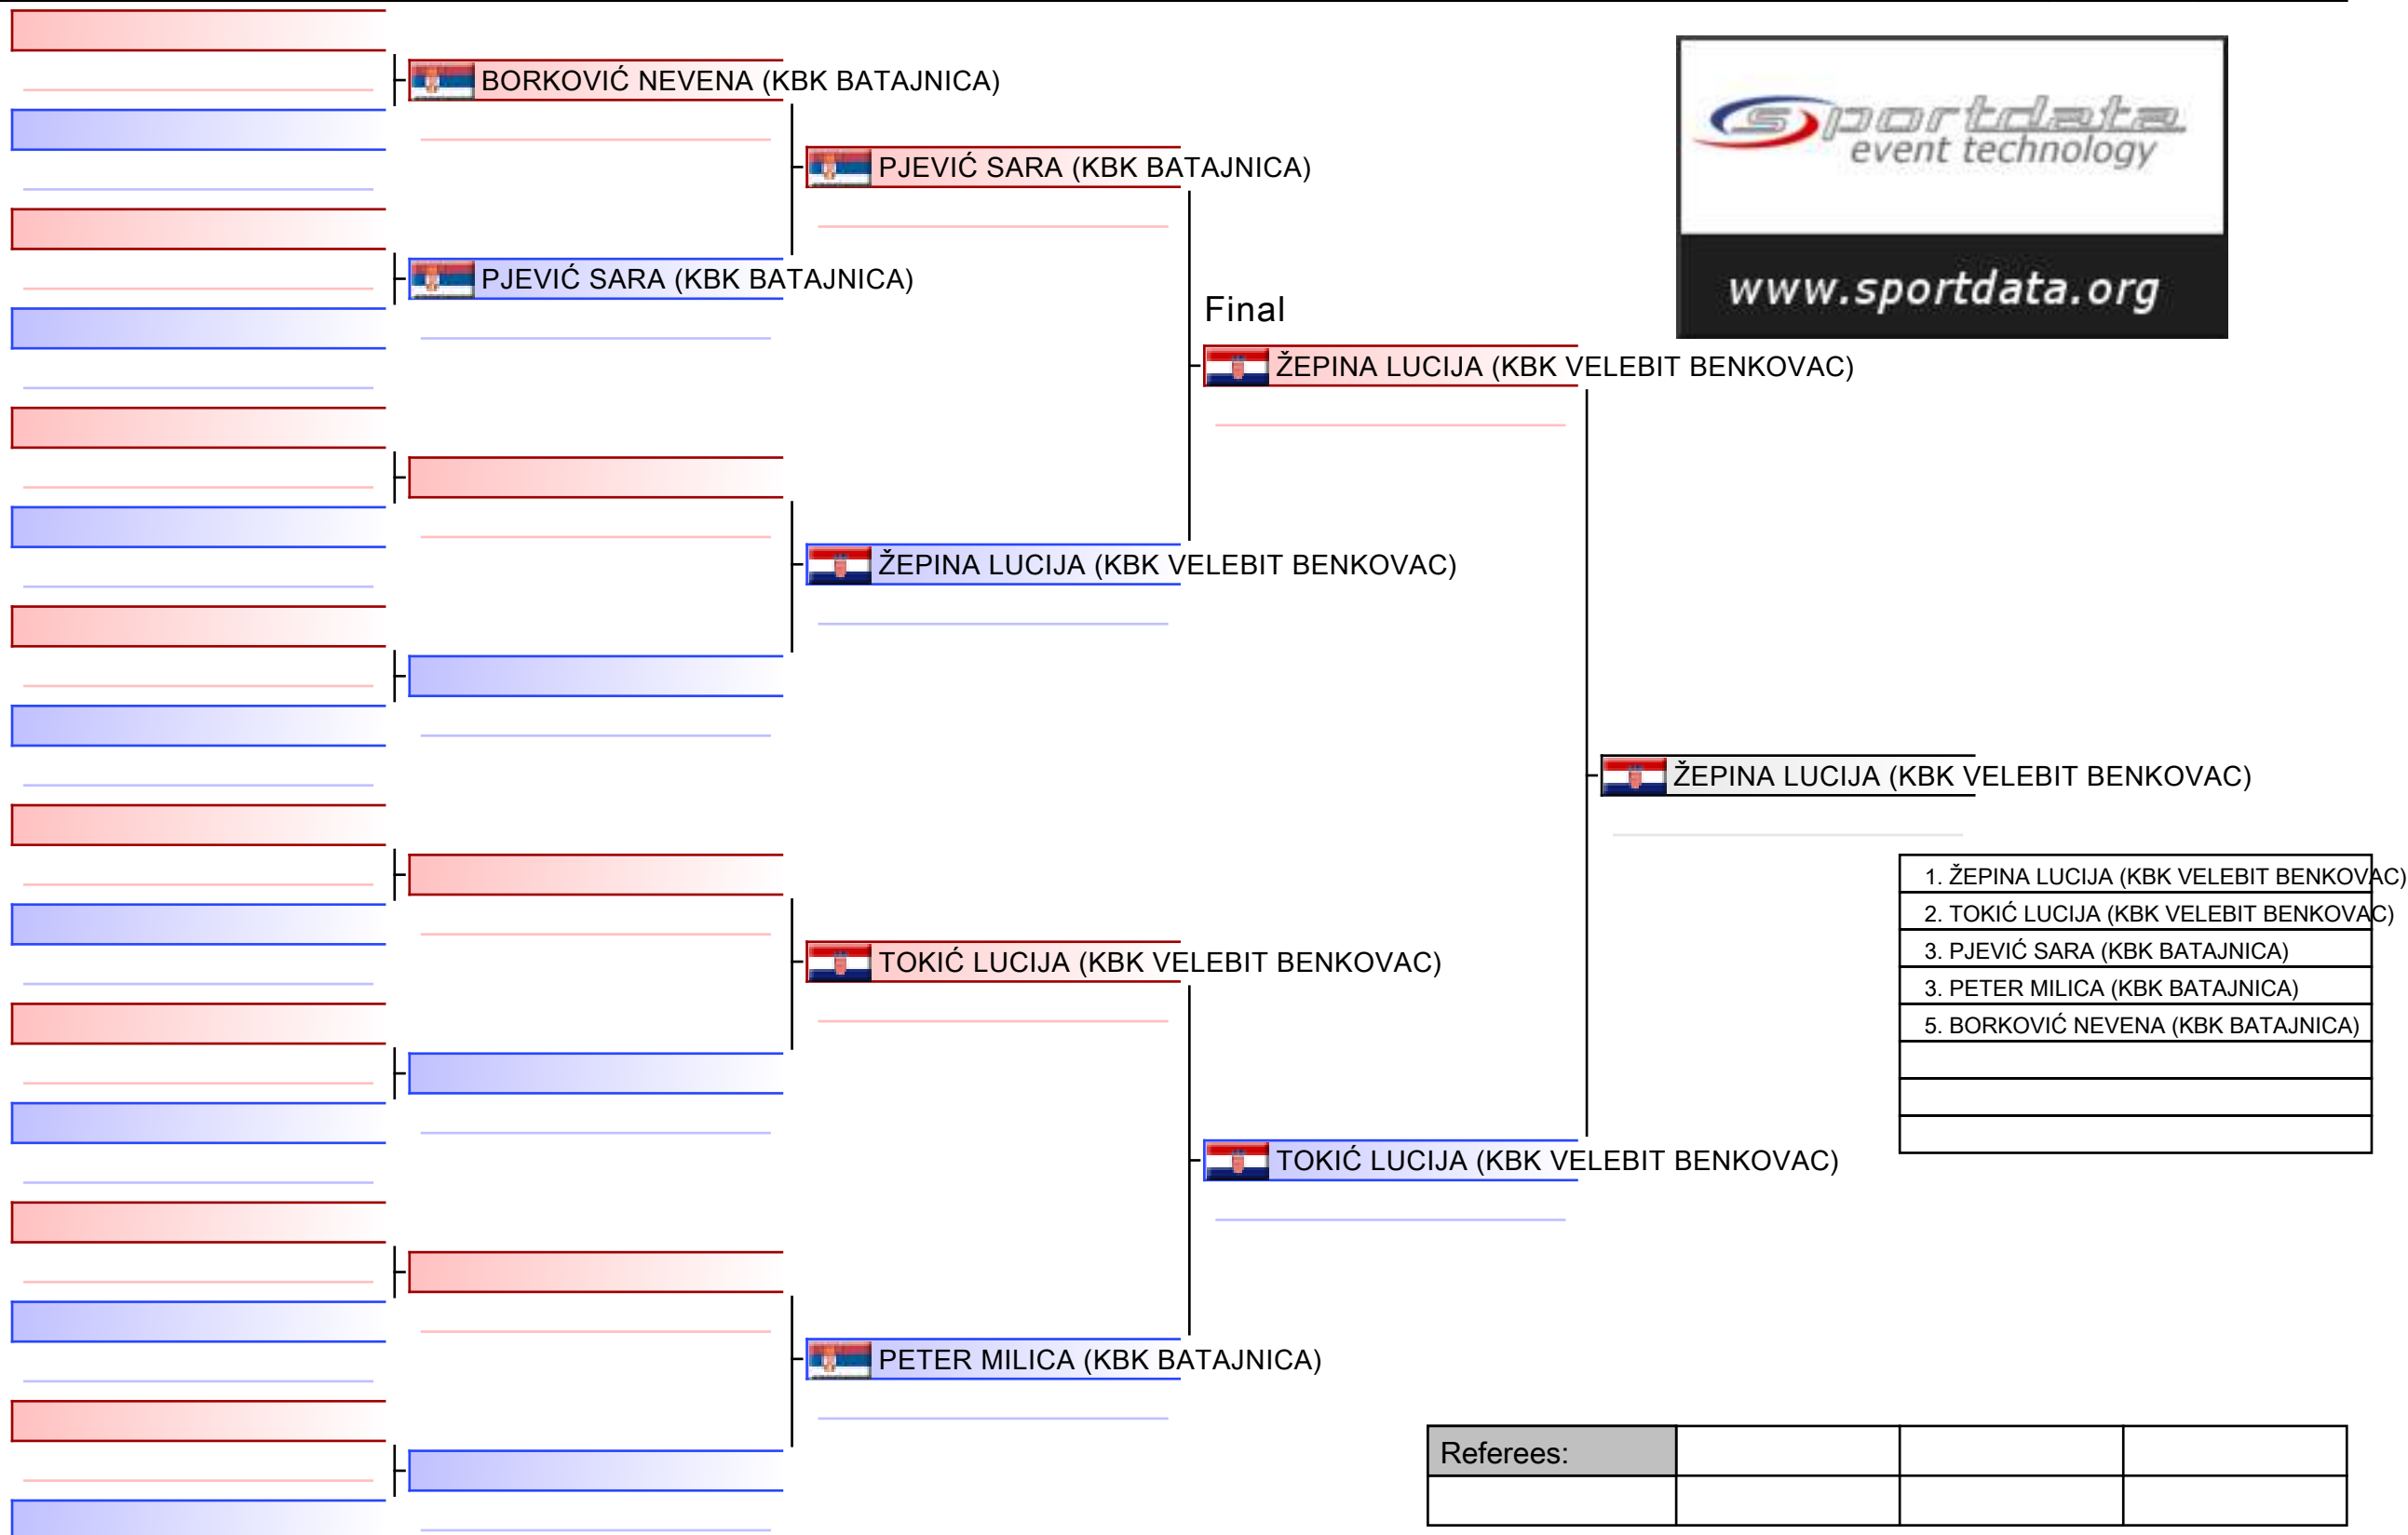 BORKOVIĆ NEVENA (KBK BATAJNICA)
PJEVIĆ SARA (KBK BATAJNICA)
PJEVIĆ SARA (KBK BATAJNICA)
ŽEPINA LUCIJA (KBK VELEBIT BENKOVAC)
TOKIĆ LUCIJA (KBK VELEBIT BENKOVAC)
PETER MILICA (KBK BATAJNICA)
Final
ŽEPINA LUCIJA (KBK VELEBIT BENKOVAC)
TOKIĆ LUCIJA (KBK VELEBIT BENKOVAC)
ŽEPINA LUCIJA (KBK VELEBIT BENKOVAC)
sportdata
event technology
www.sportdata.org
1. ŽEPINA LUCIJA (KBK VELEBIT BENKOVAC)
2. TOKIĆ LUCIJA (KBK VELEBIT BENKOVAC)
3. PJEVIĆ SARA (KBK BATAJNICA)
3. PETER MILICA (KBK BATAJNICA)
5. BORKOVIĆ NEVENA (KBK BATAJNICA)
Referees: